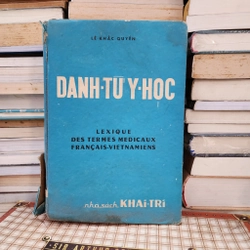 LÊ KHẮC QUYẾN
DANH-TỪ Y-HỌC
LEXIQUE
DES TERMES MÉDICAUX
FRANÇAIS-VIETNAMIENS
nhà sách KHAI-TRÍ